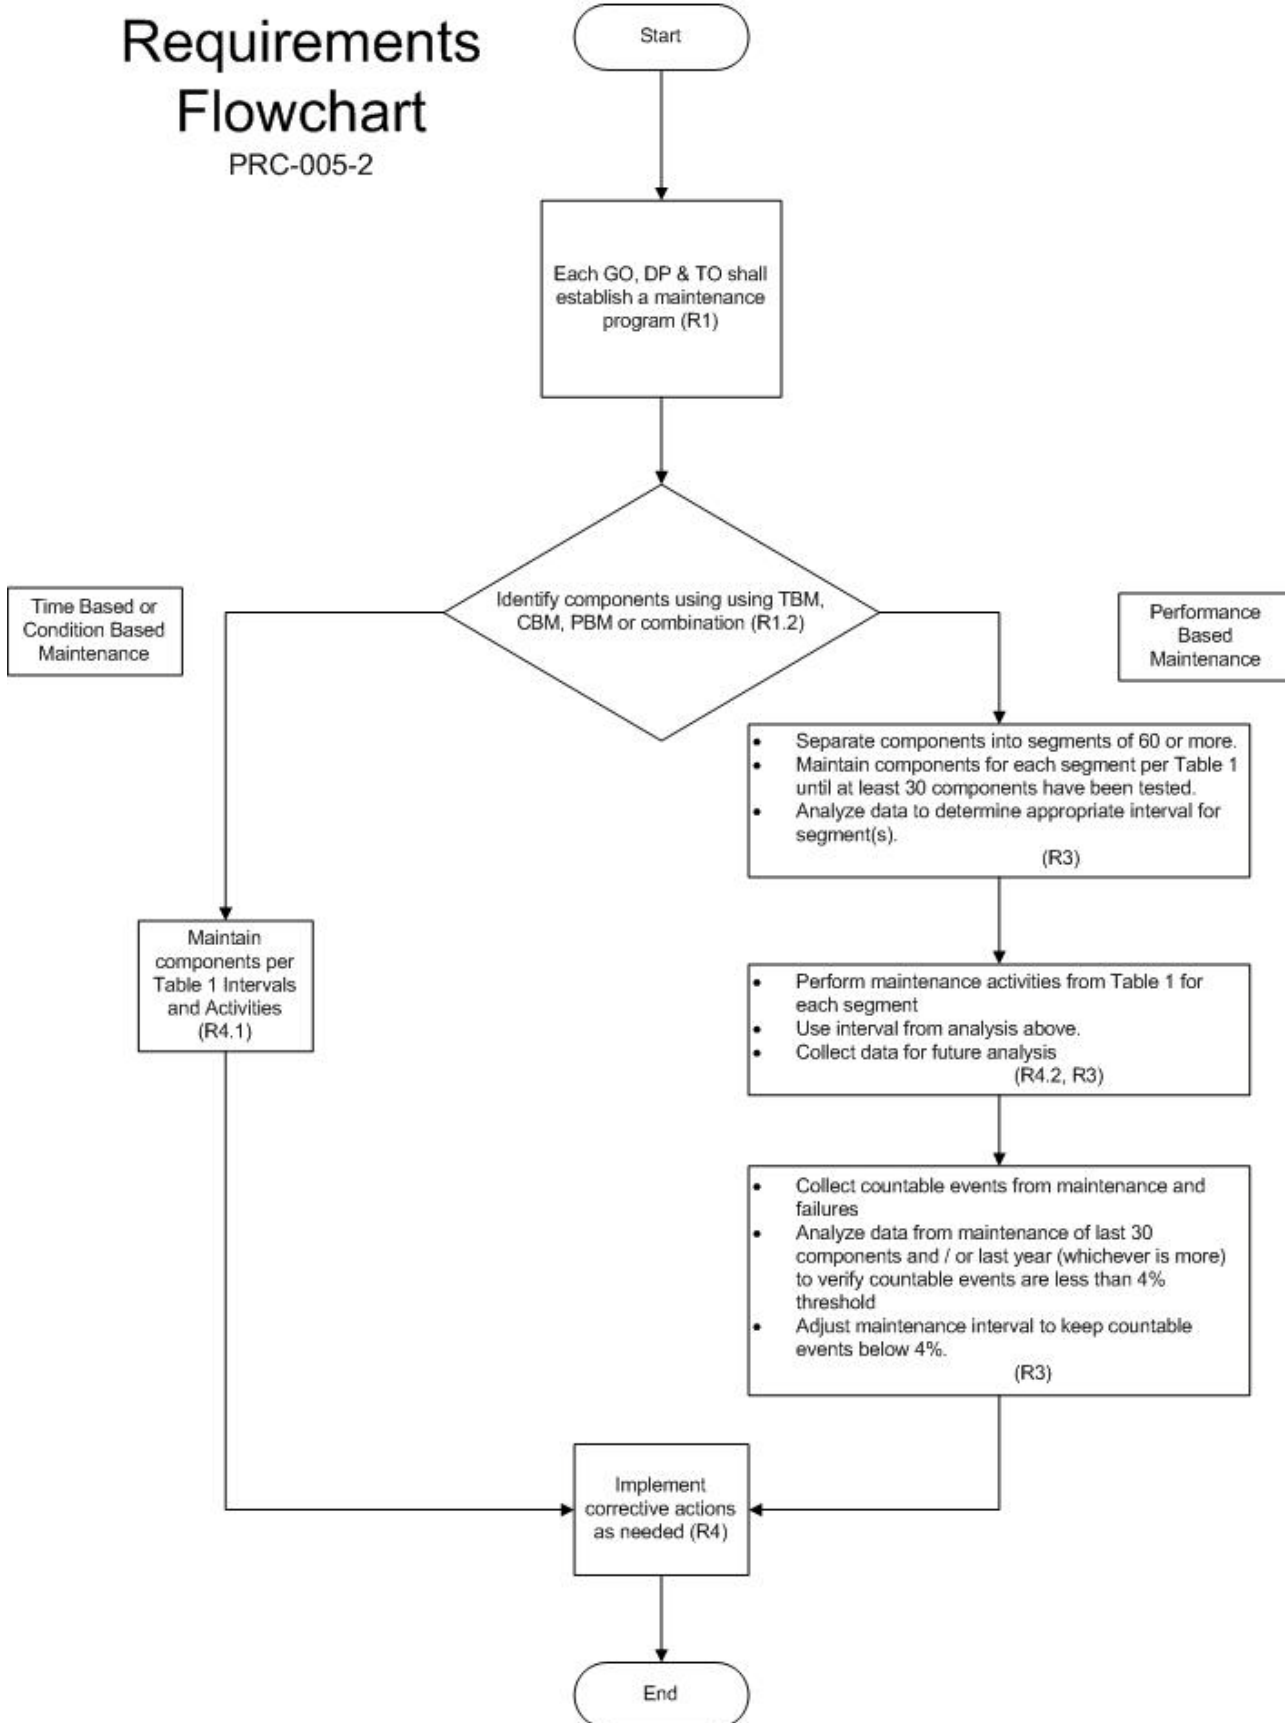 Requirements
Flowchart
PRC-005-2
Start
Each GO, DP & TO shall
establish a maintenance
program (R1)
Identify components using using TBM,
CBM, PBM or combination (R1.2)
Time Based or
Condition Based
Maintenance
Performance
Based
Maintenance
• Separate components into segments of 60 or more.
• Maintain components for each segment per Table 1
until at least 30 components have been tested.
• Analyze data to determine appropriate interval for
segment(s).
(R3)
Maintain
components per
Table 1 Intervals
and Activities
(R4.1)
• Perform maintenance activities from Table 1 for
each segment
• Use interval from analysis above.
• Collect data for future analysis
(R4.2, R3)
• Collect countable events from maintenance and
failures
• Analyze data from maintenance of last 30
components and / or last year (whichever is more)
to verify countable events are less than 4%
threshold
• Adjust maintenance interval to keep countable
events below 4%.
(R3)
Implement
corrective actions
as needed (R4)
End